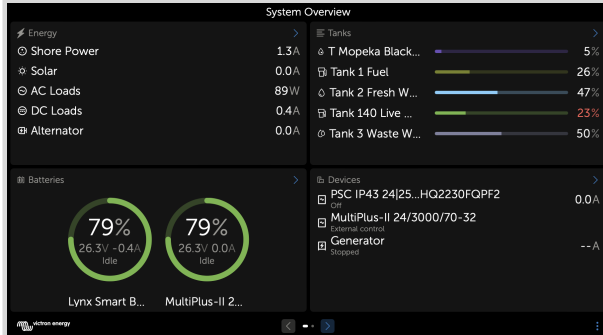 System Overview
Energy
Shore Power 1.3A
Solar 0.0A
AC Loads 89W
DC Loads 0.4A
Alternator 0.0A
Tanks
T Mopeka Black... 5%
Tank 1 Fuel 26%
Tank 2 Fresh W... 47%
Tank 140 Live ... 23%
Tank 3 Waste W... 50%
Batteries
79%
26.3V -0.4A
Idle
Lynx Smart B...
79%
26.3V 0.0A
Idle
MultiPlus-II 2...
Devices
PSC IP43 24|25...HQ2230FQPF2 0.0A
Off
MultiPlus-II 24/3000/70-32
External control
Generator --A
Stopped
victron energy